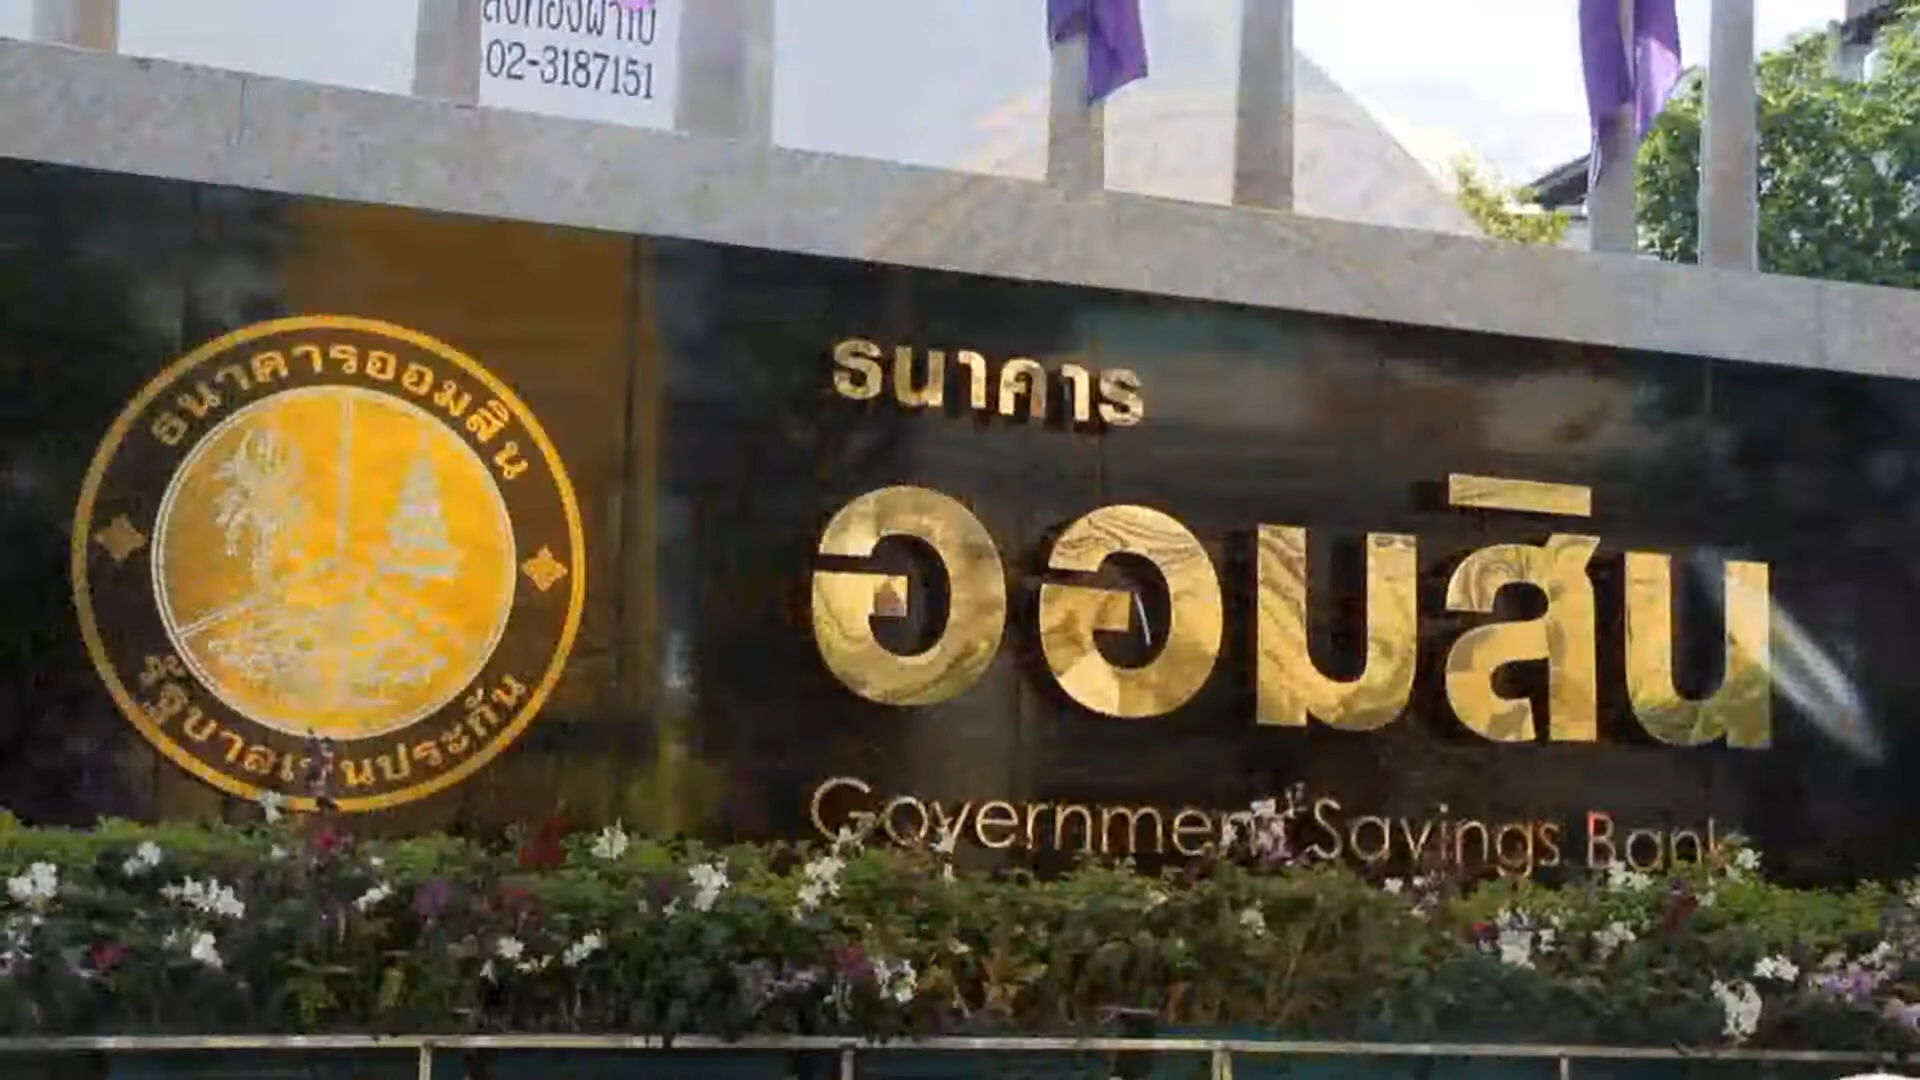 02-3187151
ธนาคารออมสิน
รัฐบาลเป็นประกัน
ธนาคาร
ออมสิน
Government Savings Bank